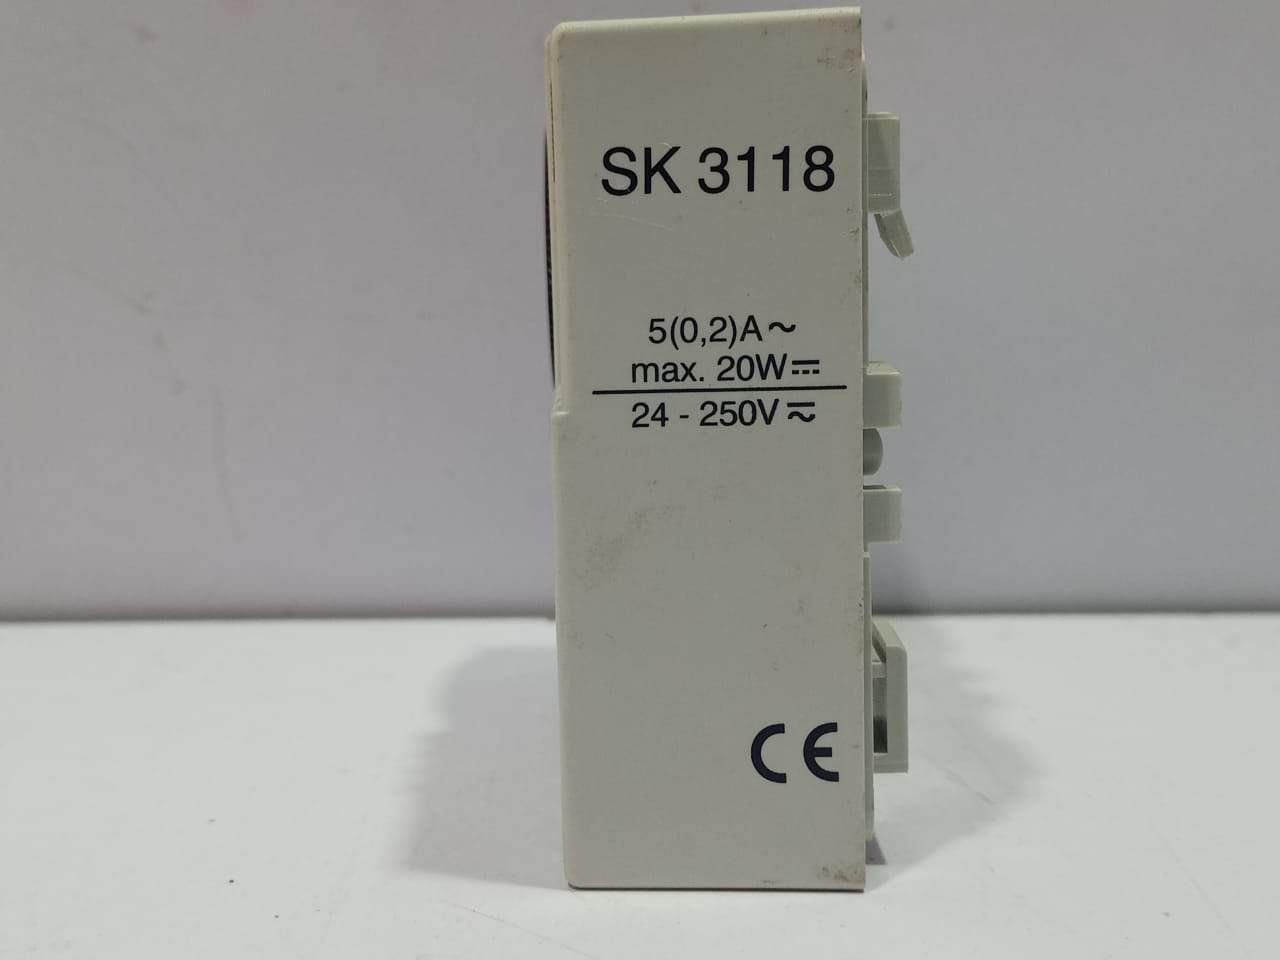 SK 3118
5(0,2)A~
max. 20W⎓
24 - 250V⏦
CE